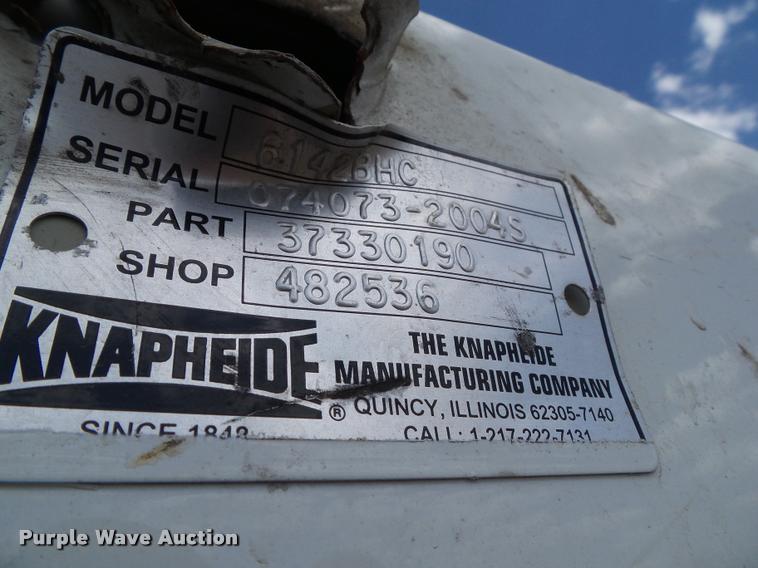 MODEL 6142BHC
SERIAL 074073-2004S
PART 37330190
SHOP 482536
KNAPHEIDE ®
SINCE 1848
THE KNAPHEIDE
MANUFACTURING COMPANY
QUINCY, ILLINOIS 62305-7140
CALL: 1-217-222-7131
Purple Wave Auction